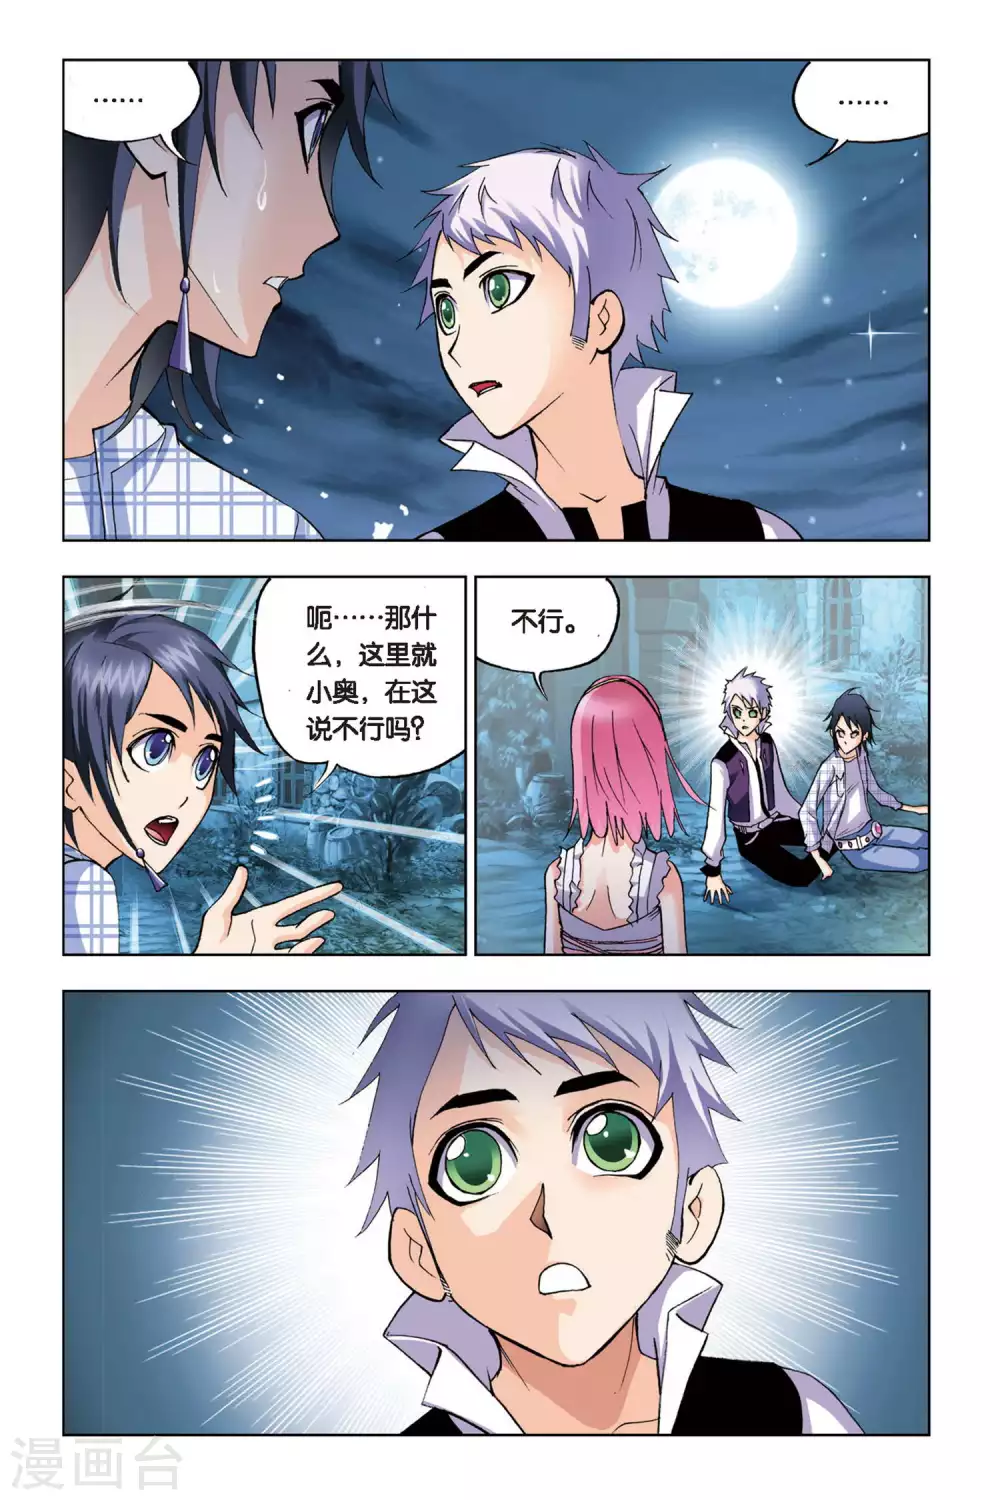 ……
……
呃……那什
么，这里就
小奥，在这
说不行吗？
不行。
漫画台